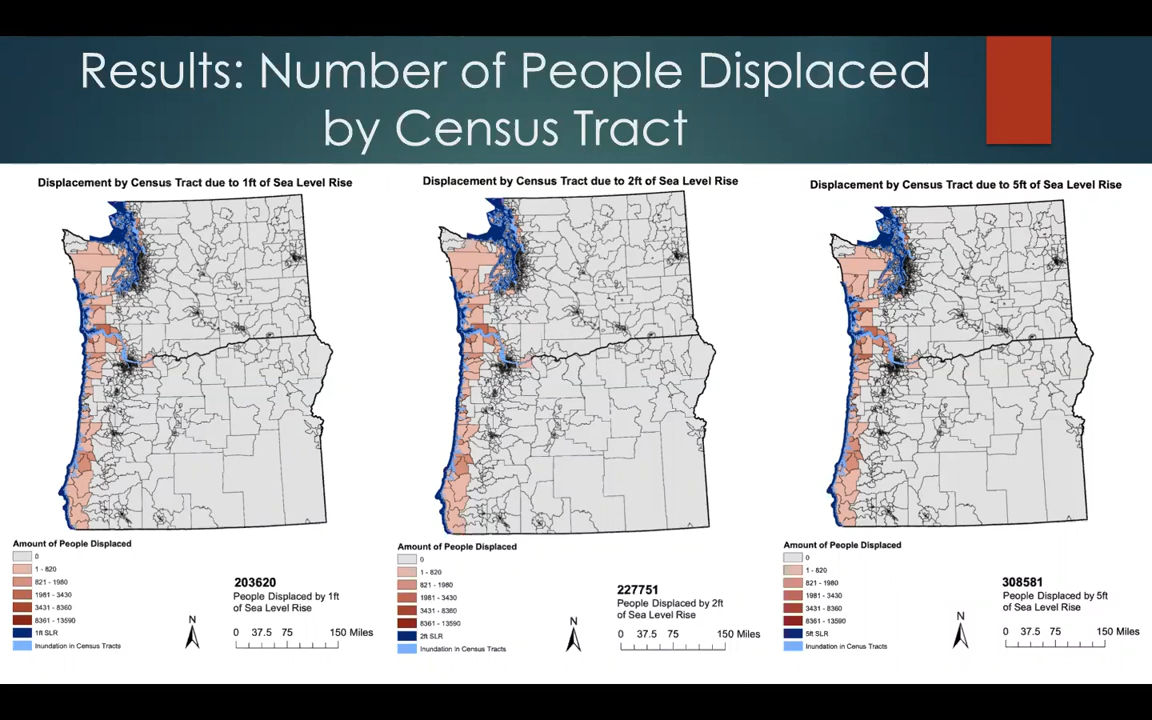 Results: Number of People Displaced
by Census Tract
Displacement by Census Tract due to 1ft of Sea Level Rise
Amount of People Displaced
0
1 - 820
821 - 1980
1981 - 3430
3431 - 8360
8361 - 13590
1ft SLR
Inundation in Census Tracts
203620
People Displaced by 1ft
of Sea Level Rise
N
0 37.5 75 150 Miles
Displacement by Census Tract due to 2ft of Sea Level Rise
Amount of People Displaced
0
1 - 820
821 - 1980
1981 - 3430
3431 - 8360
8361 - 13590
2ft SLR
Inundation in Census Tracts
227751
People Displaced by 2ft
of Sea Level Rise
N
0 37.5 75 150 Miles
Displacement by Census Tract due to 5ft of Sea Level Rise
Amount of People Displaced
0
1 - 820
821 - 1980
1981 - 3430
3431 - 8360
8361 - 13590
5ft SLR
Inundation in Census Tracts
308581
People Displaced by 5ft
of Sea Level Rise
N
0 37.5 75 150 Miles